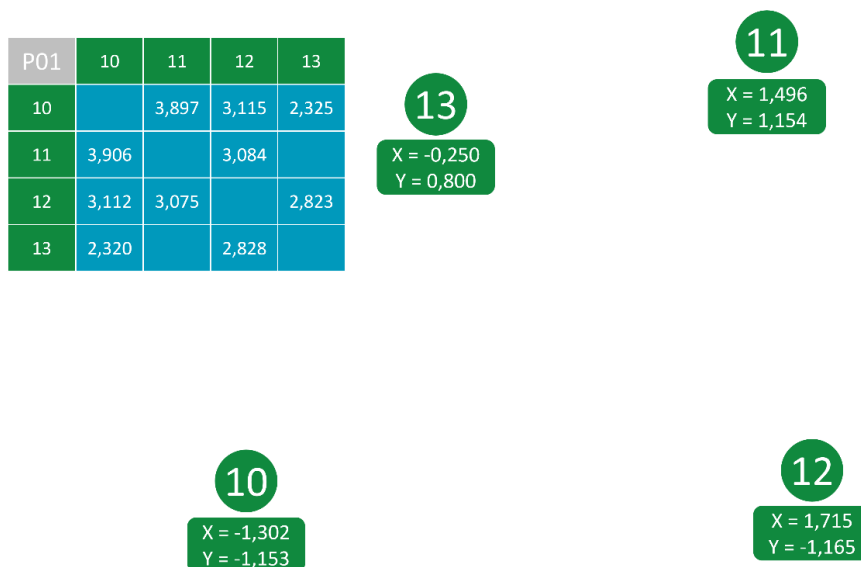 P01 10 11 12 13
10 3,897 3,115 2,325
11 3,906 3,084
12 3,112 3,075 2,823
13 2,320 2,828
11
X = 1,496
Y = 1,154
13
X = -0,250
Y = 0,800
10
X = -1,302
Y = -1,153
12
X = 1,715
Y = -1,165